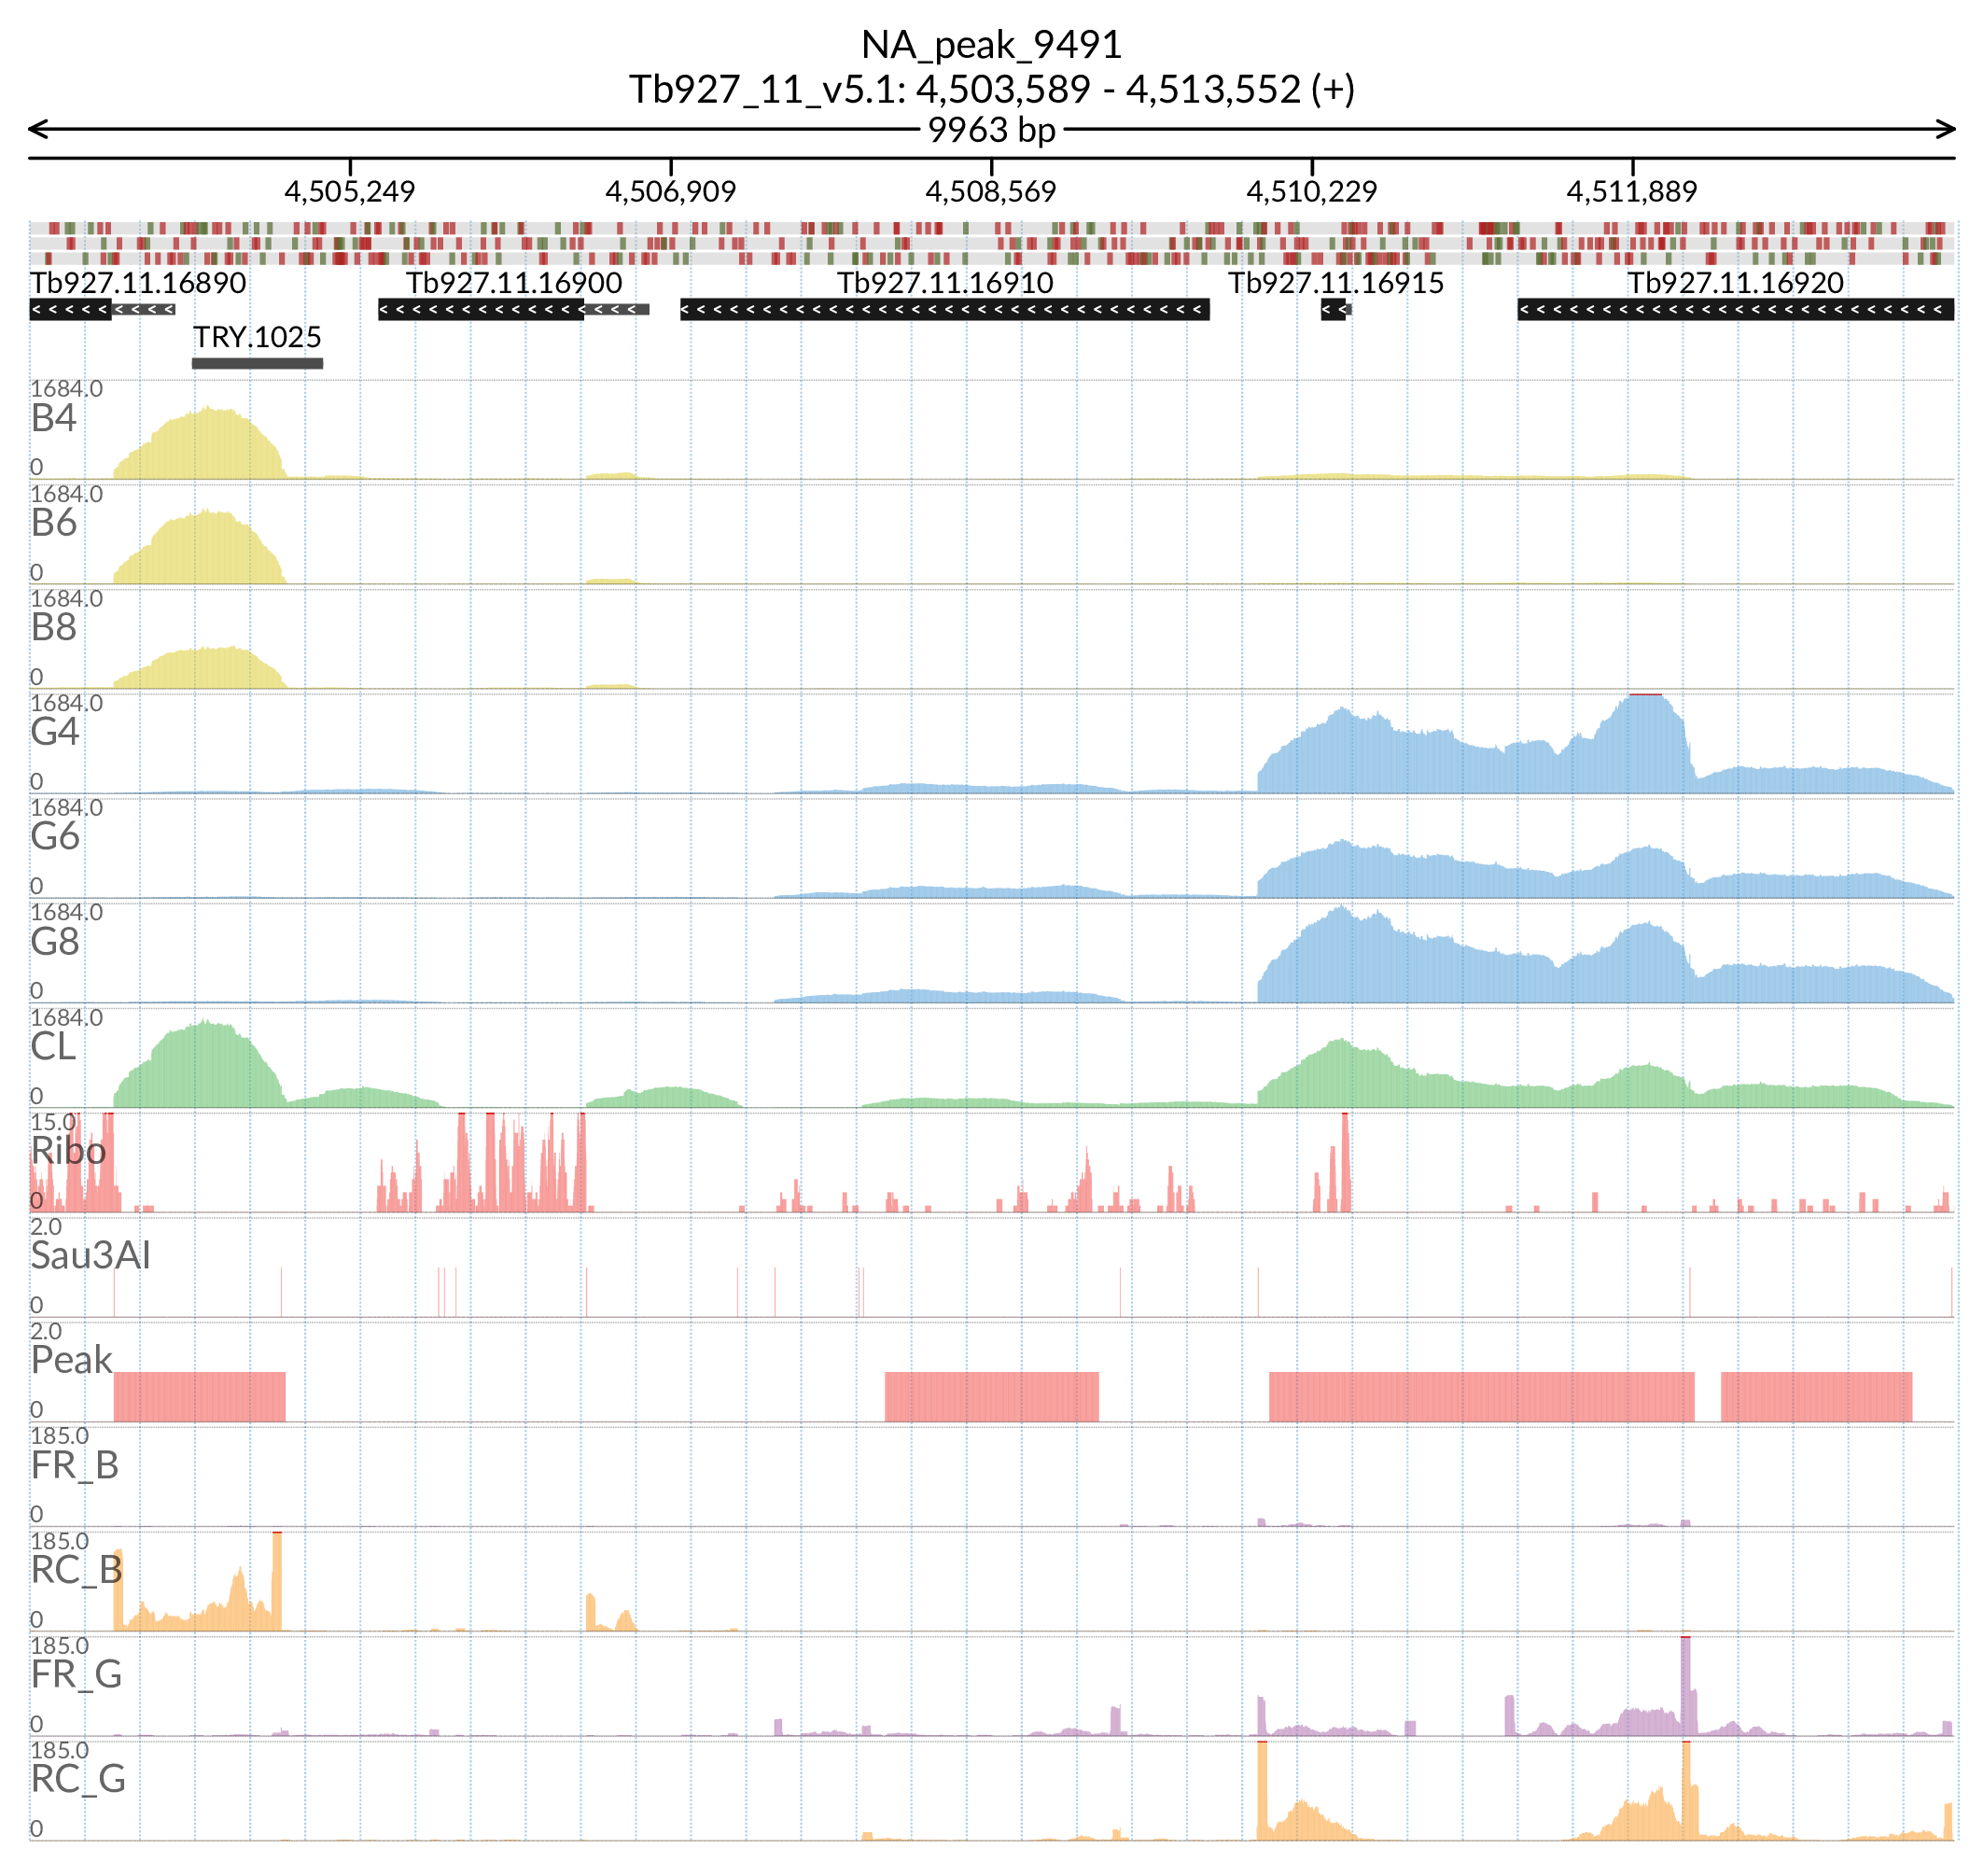 NA_peak_9491
Tb927_11_v5.1: 4,503,589 - 4,513,552 (+)
9963 bp
4,505,249 4,506,909 4,508,569 4,510,229 4,511,889
Tb927.11.16890 Tb927.11.16900 Tb927.11.16910 Tb927.11.16915 Tb927.11.16920
TRY.1025
1684.0
B4
0
1684.0
B6
0
1684.0
B8
0
1684.0
G4
0
1684.0
G6
0
1684.0
G8
0
1684.0
CL
0
15.0
Ribo
0
2.0
Sau3AI
0
2.0
Peak
0
185.0
FR_B
0
185.0
RC_B
0
185.0
FR_G
0
185.0
RC_G
0